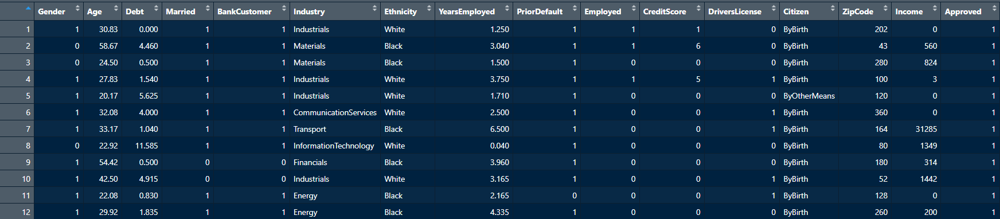 Gender Age Debt Married BankCustomer Industry Ethnicity YearsEmployed PriorDefault Employed CreditScore DriversLicense Citizen ZipCode Income Approved
1 1 30.83 0.000 1 1 Industrials White 1.250 1 1 1 0 ByBirth 202 0 1
2 0 58.67 4.460 1 1 Materials Black 3.040 1 1 6 0 ByBirth 43 560 1
3 0 24.50 0.500 1 1 Materials Black 1.500 1 0 0 0 ByBirth 280 824 1
4 1 27.83 1.540 1 1 Industrials White 3.750 1 1 5 1 ByBirth 100 3 1
5 1 20.17 5.625 1 1 Industrials White 1.710 1 0 0 0 ByOtherMeans 120 0 1
6 1 32.08 4.000 1 1 CommunicationServices White 2.500 1 0 0 1 ByBirth 360 0 1
7 1 33.17 1.040 1 1 Transport Black 6.500 1 0 0 1 ByBirth 164 31285 1
8 0 22.92 11.585 1 1 InformationTechnology White 0.040 1 0 0 0 ByBirth 80 1349 1
9 1 54.42 0.500 0 0 Financials Black 3.960 1 0 0 0 ByBirth 180 314 1
10 1 42.50 4.915 0 0 Industrials White 3.165 1 0 0 1 ByBirth 52 1442 1
11 1 22.08 0.830 1 1 Energy Black 2.165 0 0 0 1 ByBirth 128 0 1
12 1 29.92 1.835 1 1 Energy Black 4.335 1 0 0 0 ByBirth 260 200 1